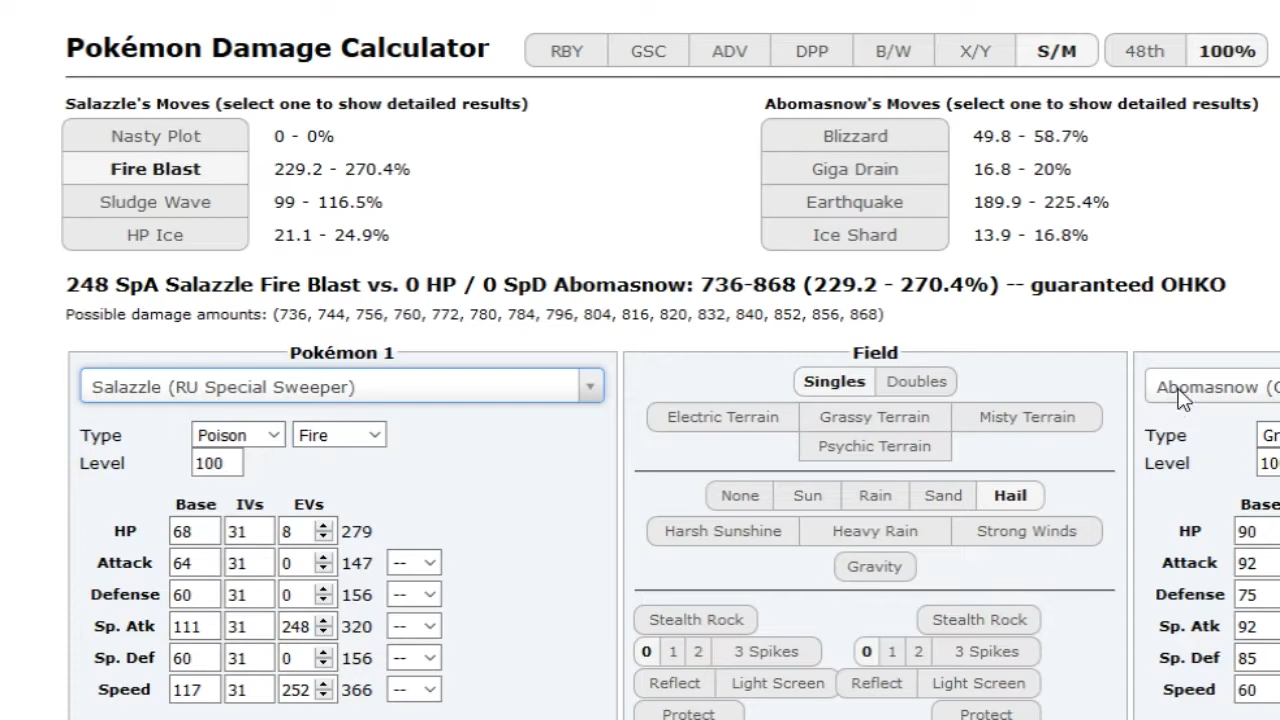 Pokémon Damage Calculator
RBY GSC ADV DPP B/W X/Y S/M 48th 100%
Salazzle's Moves (select one to show detailed results)
Nasty Plot 0 - 0%
Fire Blast 229.2 - 270.4%
Sludge Wave 99 - 116.5%
HP Ice 21.1 - 24.9%
Abomasnow's Moves (select one to show detailed results)
Blizzard 49.8 - 58.7%
Giga Drain 16.8 - 20%
Earthquake 189.9 - 225.4%
Ice Shard 13.9 - 16.8%
248 SpA Salazzle Fire Blast vs. 0 HP / 0 SpD Abomasnow: 736-868 (229.2 - 270.4%) -- guaranteed OHKO
Possible damage amounts: (736, 744, 756, 760, 772, 780, 784, 796, 804, 816, 820, 832, 840, 852, 856, 868)
Pokémon 1
Salazzle (RU Special Sweeper)
Type Poison Fire
Level 100
Base IVs EVs
HP 68 31 8 279
Attack 64 31 0 147 --
Defense 60 31 0 156 --
Sp. Atk 111 31 248 320 --
Sp. Def 60 31 0 156 --
Speed 117 31 252 366 --
Field
Singles Doubles
Electric Terrain Grassy Terrain Misty Terrain
Psychic Terrain
None Sun Rain Sand Hail
Harsh Sunshine Heavy Rain Strong Winds
Gravity
Stealth Rock Stealth Rock
0 1 2 3 Spikes 0 1 2 3 Spikes
Reflect Light Screen Reflect Light Screen
Protect Protect
Abomasnow (
Type Gr
Level 10
Base
HP 90
Attack 92
Defense 75
Sp. Atk 92
Sp. Def 85
Speed 60